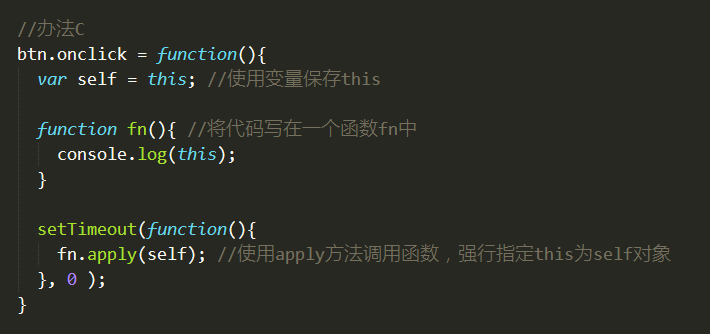 //办法C
btn.onclick = function(){
  var self = this; //使用变量保存this
  function fn(){ //将代码写在一个函数fn中
    console.log(this);
  }
  setTimeout(function(){
    fn.apply(self); //使用apply方法调用函数，强行指定this为self对象
  }, 0 );
}